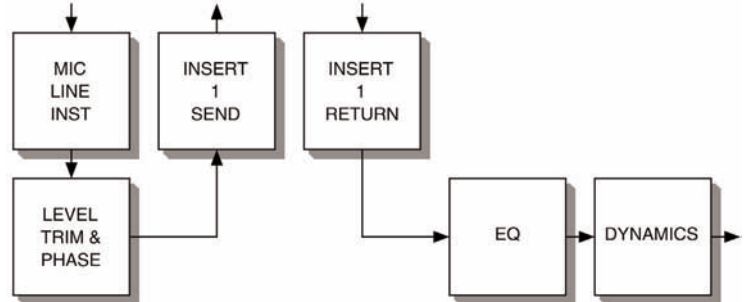 MIC
LINE
INST
INSERT
1
SEND
INSERT
1
RETURN
LEVEL
TRIM &
PHASE
EQ
DYNAMICS